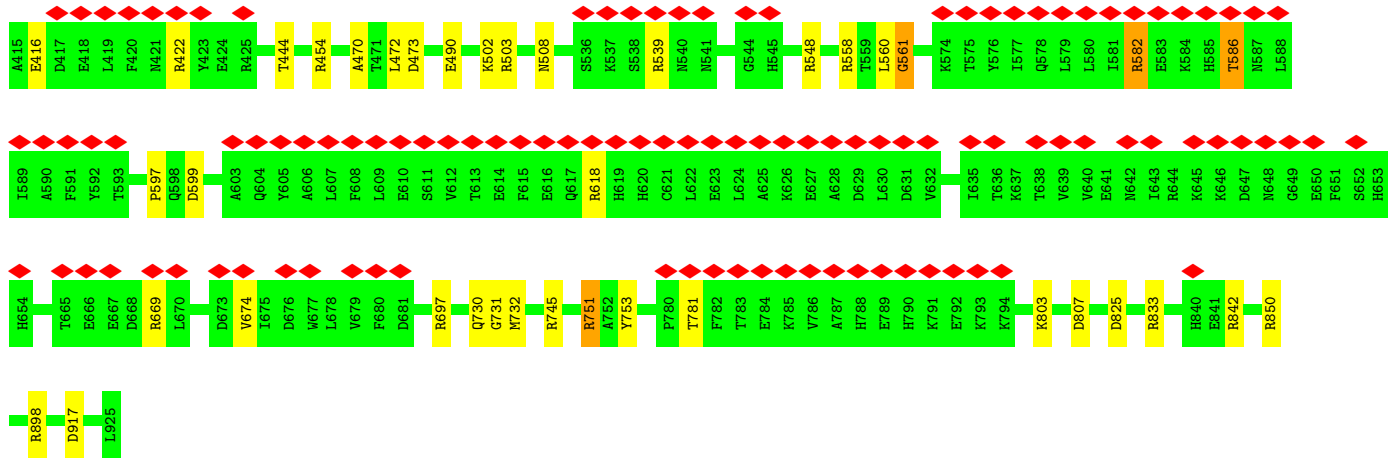 A415 E416 D417 E418 L419 F420 N421 R422 Y423 E424 R425 T444 R454 A470 T471 L472 D473 E490 K502 R503 N508 S536 K537 S538 R539 N540 N541 G544 H545 R548 R558 T559 L560 G561 K574 T575 Y576 I577 Q578 L579 L580 I581 R582 E583 K584 H585 T586 N587 L588
I589 A590 F591 Y592 T593 P597 Q598 D599 A603 Q604 Y605 A606 L607 F608 L609 E610 S611 V612 T613 E614 F615 E616 Q617 R618 H619 H620 C621 L622 E623 L624 A625 K626 E627 A628 D629 L630 D631 V632 I635 T636 K637 T638 V639 V640 E641 N642 I643 R644 K645 K646 D647 N648 G649 E650 F651 S652 H653
H654 T665 E666 E667 D668 R669 L670 D673 V674 I675 D676 W677 L678 V679 F680 D681 R697 Q730 G731 M732 R745 R751 A752 Y753 P780 T781 F782 T783 E784 K785 V786 A787 H788 E789 H790 K791 E792 K793 K794 K803 D807 D825 R833 H840 E841 R842 R850
R898 D917 L925